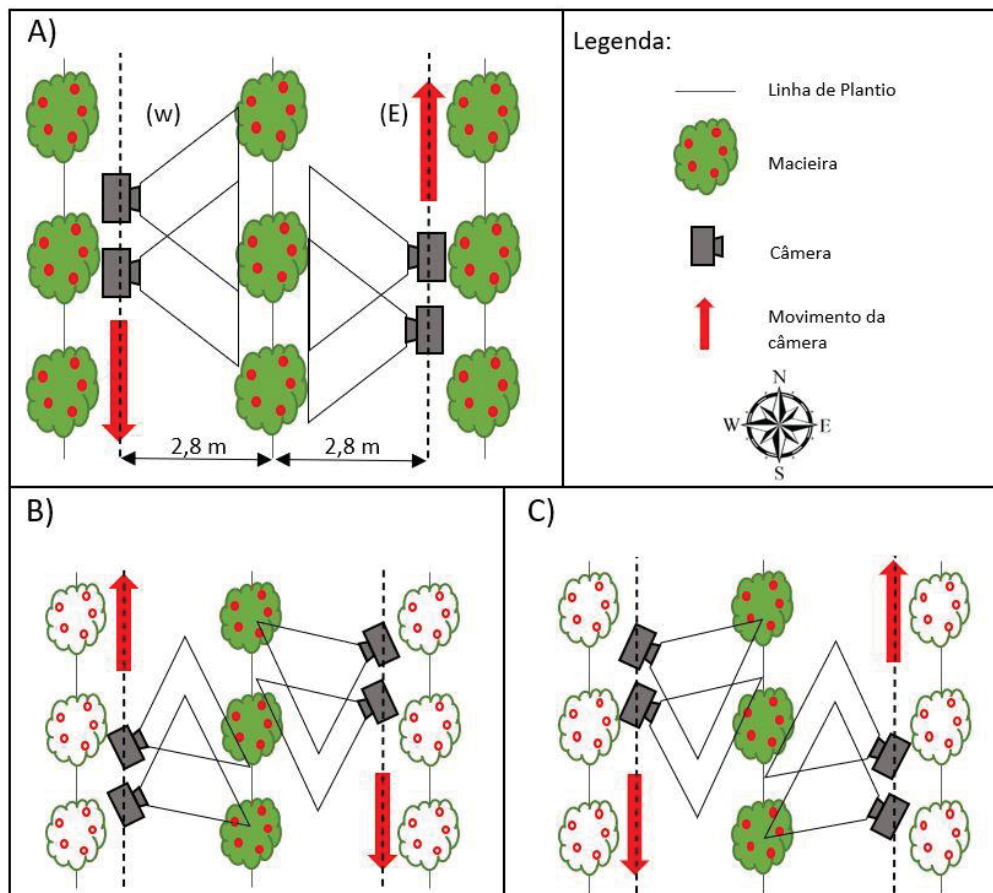 A)
(w)
(E)
2,8 m
2,8 m
Legenda:
Linha de Plantio
Macieira
Câmera
Movimento da
câmera
N
W
E
S
B)
C)